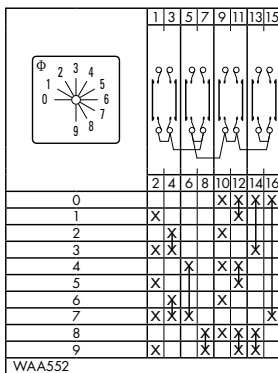 1 3 5 7 9 11 13 15
Φ
0 1 2 3 4 5 6 7 8 9
2 4 6 8 10 12 14 16
0 X X X X
1 X X
2 X X
3 X X X
4 X X X
5 X X
6 X X
7 X X X X
8 X X X X
9 X X X X
WAA552